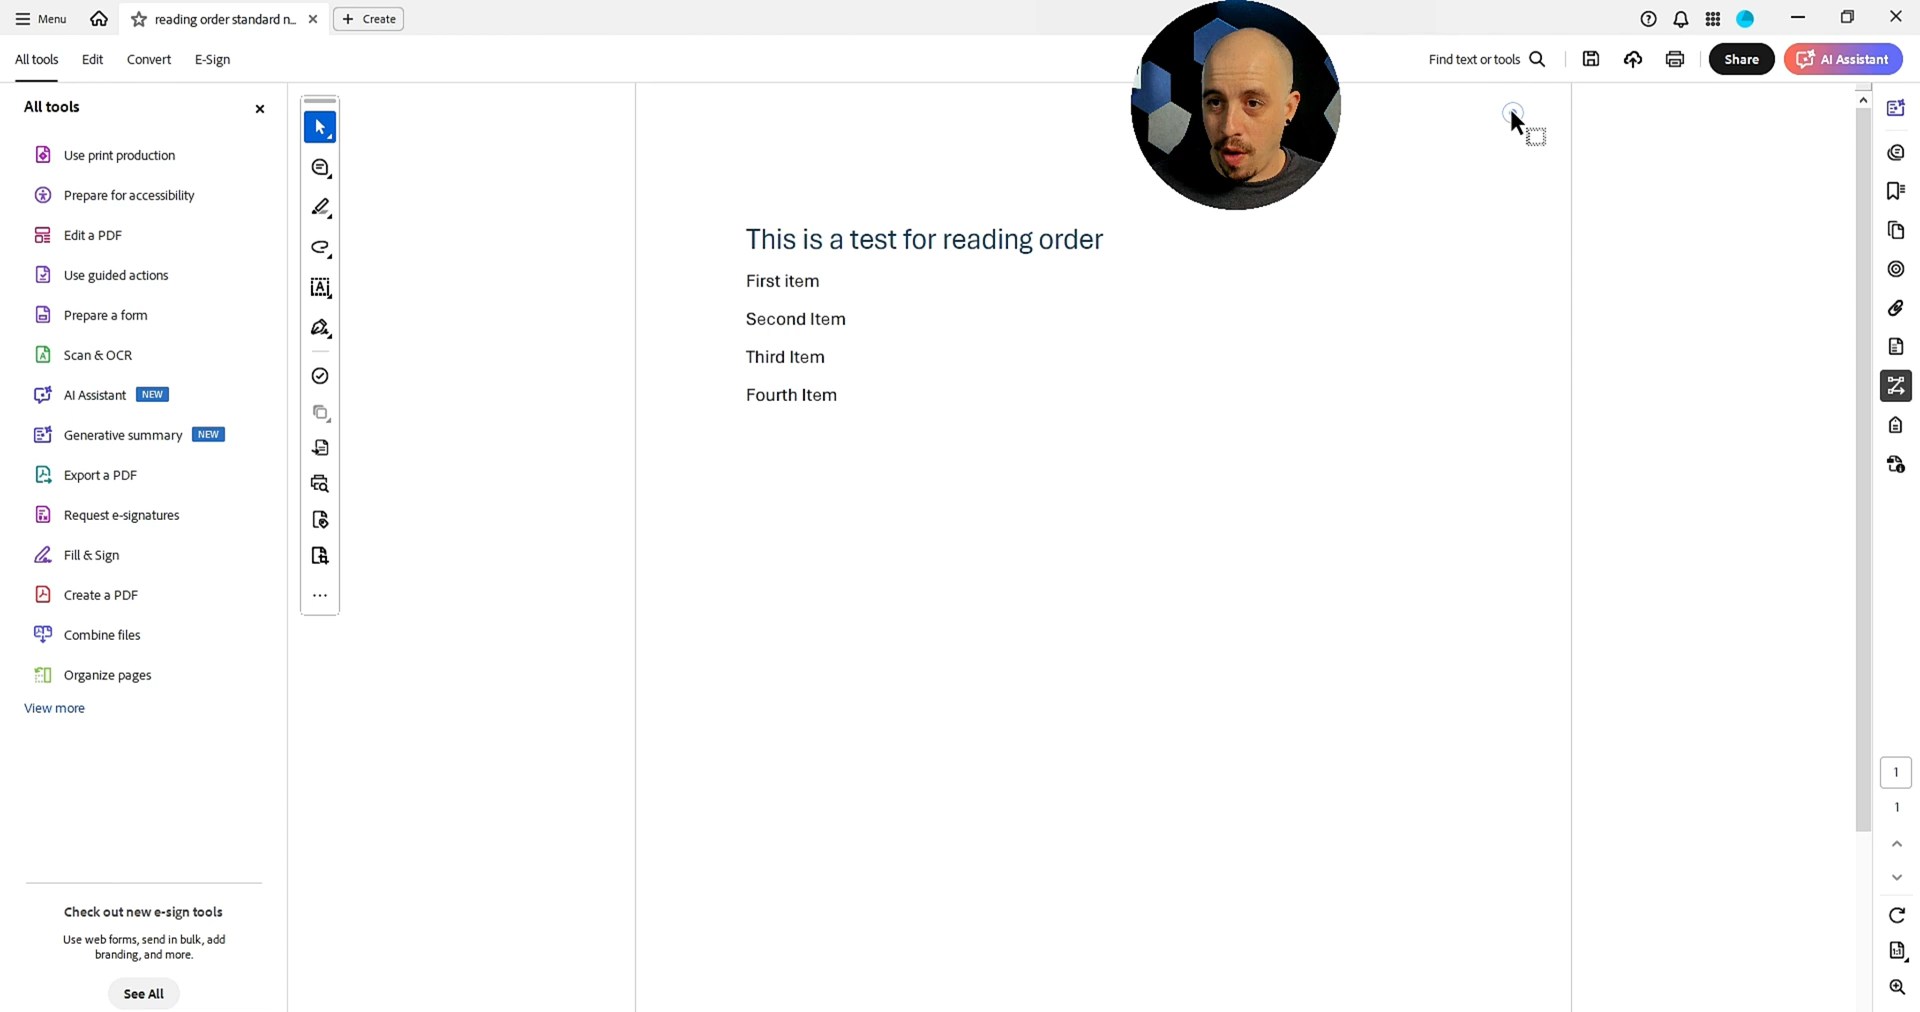 Menu
reading order standard n...
Create
All tools
Edit
Convert
E-Sign
Find text or tools
Share
AI Assistant
All tools
Use print production
Prepare for accessibility
Edit a PDF
Use guided actions
Prepare a form
Scan & OCR
AI Assistant NEW
Generative summary NEW
Export a PDF
Request e-signatures
Fill & Sign
Create a PDF
Combine files
Organize pages
View more
Check out new e-sign tools
Use web forms, send in bulk, add
branding, and more.
See All
This is a test for reading order
First item
Second Item
Third Item
Fourth Item
1
1